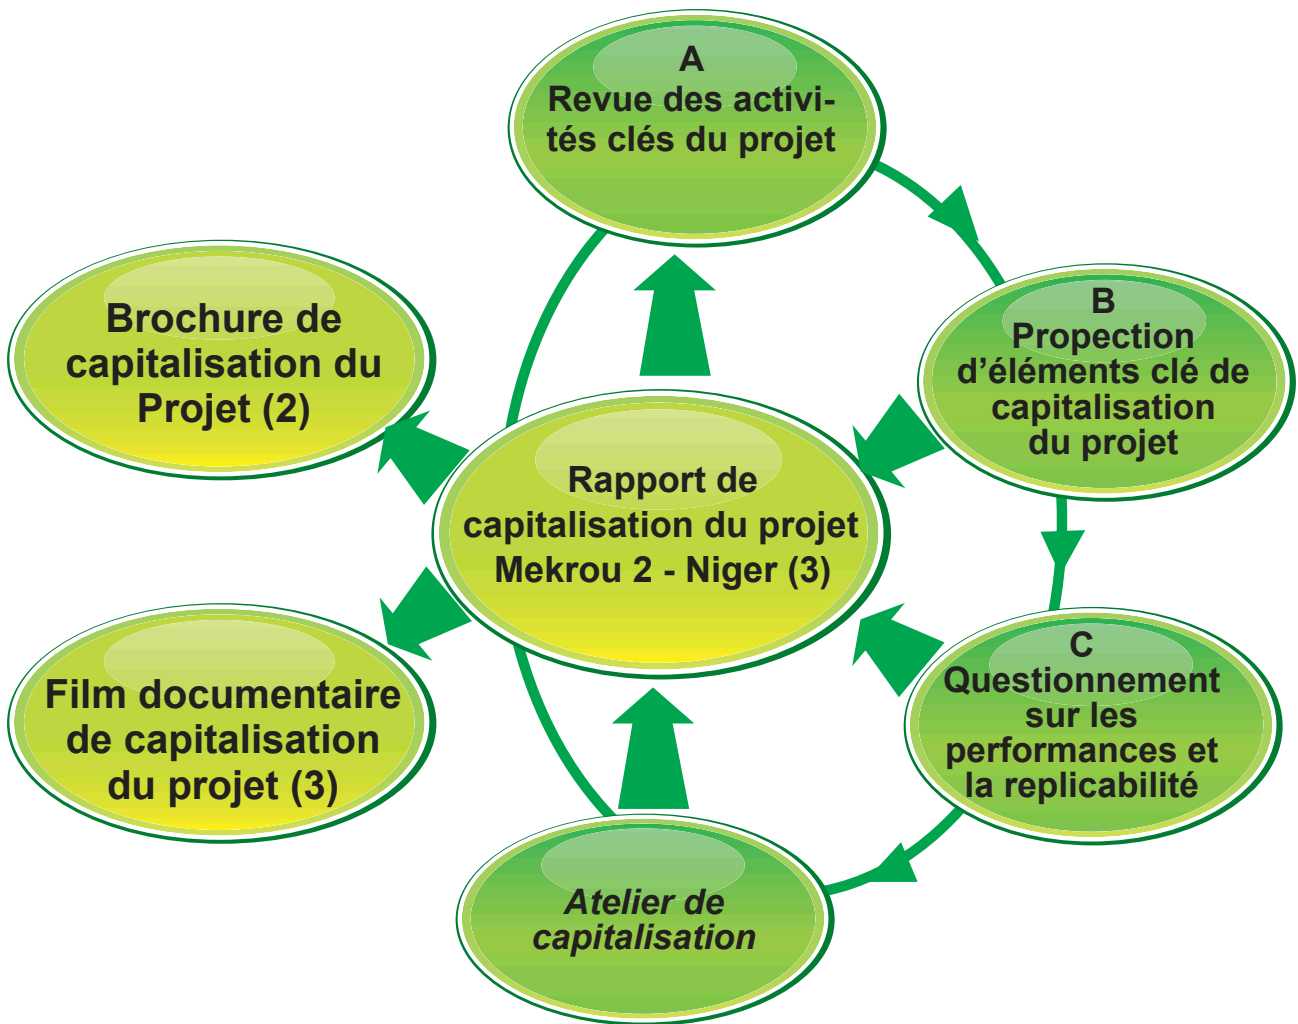 A
Revue des activi-
tés clés du projet
B
Propection
d'éléments clé de
capitalisation
du projet
C
Questionnement
sur les
performances et
la replicabilité
Atelier de
capitalisation
Rapport de
capitalisation du projet
Mekrou 2 - Niger (3)
Brochure de
capitalisation du
Projet (2)
Film documentaire
de capitalisation
du projet (3)